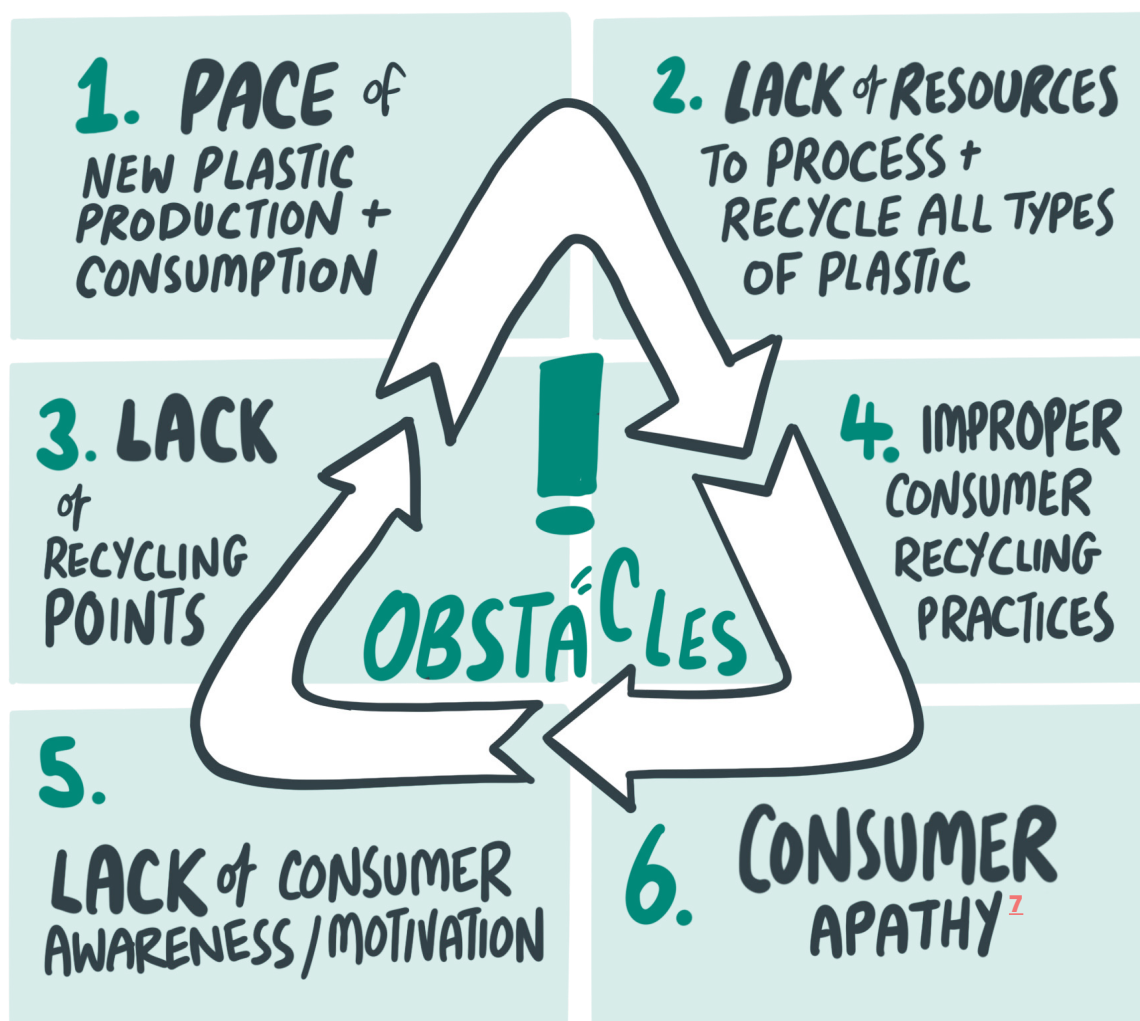 1. PACE of
NEW PLASTIC
PRODUCTION +
CONSUMPTION
2. LACK of RESOURCES
TO PROCESS +
RECYCLE ALL TYPES
OF PLASTIC
3. LACK
of
RECYCLING
POINTS
4. IMPROPER
CONSUMER
RECYCLING
PRACTICES
!
OBSTACLES
5.
LACK of CONSUMER
AWARENESS/MOTIVATION
6. CONSUMER
APATHY 7